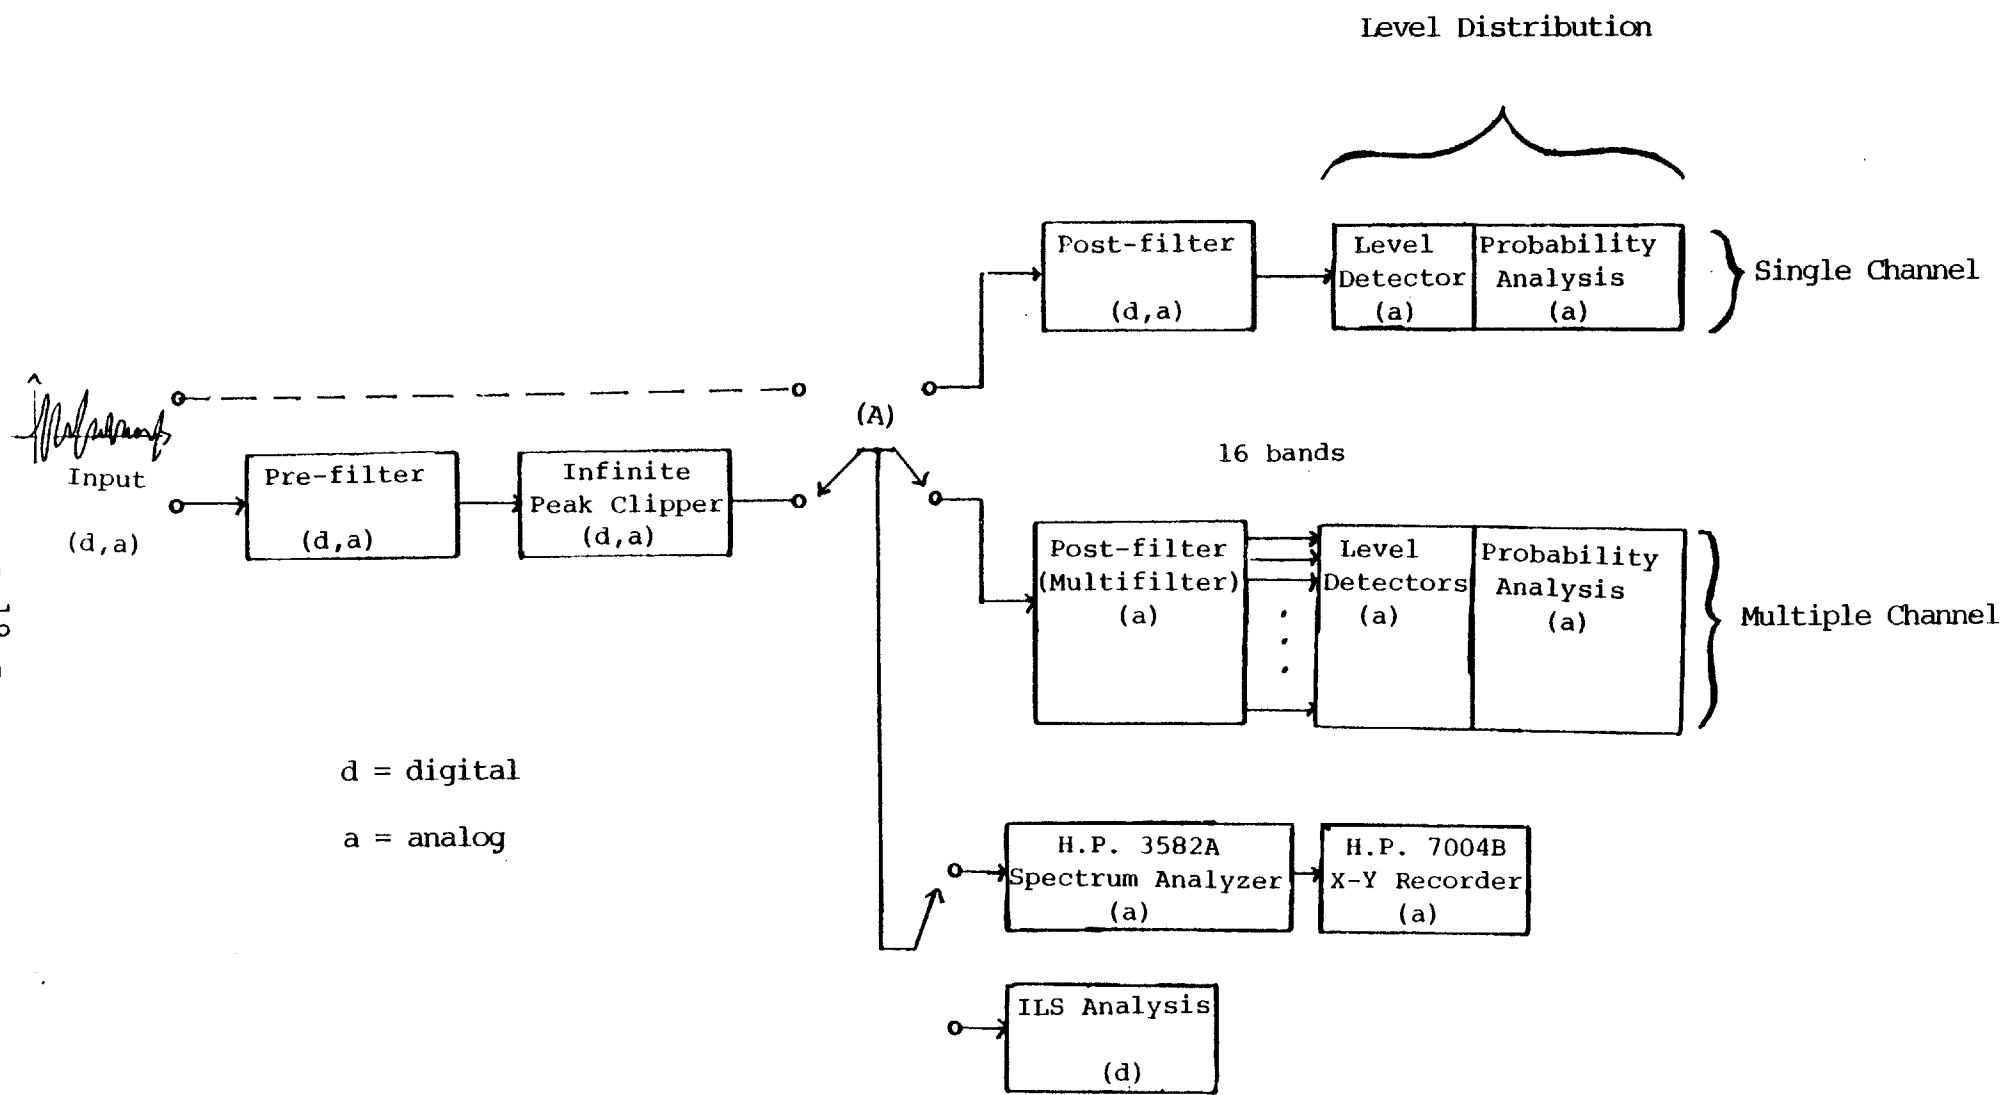 Level Distribution
Post-filter
(d,a)
Level
Detector
(a)
Probability
Analysis
(a)
Single Channel
(A)
Input
(d,a)
Pre-filter
(d,a)
Infinite
Peak Clipper
(d,a)
16 bands
Post-filter
(Multifilter)
(a)
Level
Detectors
(a)
Probability
Analysis
(a)
Multiple Channel
d = digital
a = analog
H.P. 3582A
Spectrum Analyzer
(a)
H.P. 7004B
X-Y Recorder
(a)
ILS Analysis
(d)